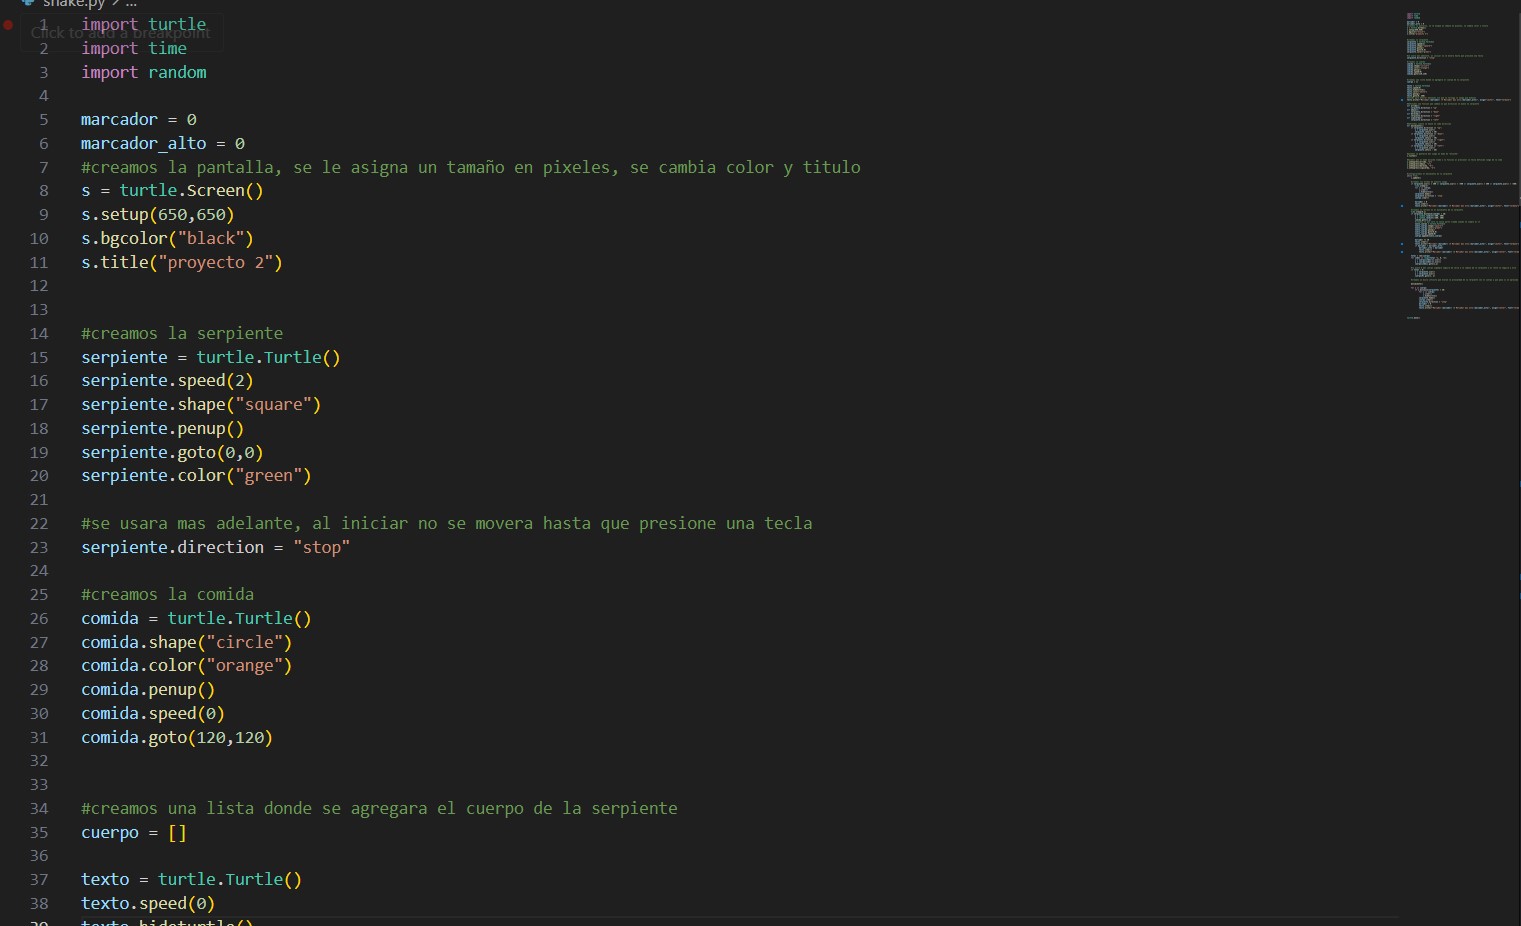 snake.py > ...
Click to add a breakpoint
1 import turtle
2 import time
3 import random
4
5 marcador = 0
6 marcador_alto = 0
7 #creamos la pantalla, se le asigna un tamaño en pixeles, se cambia color y titulo
8 s = turtle.Screen()
9 s.setup(650,650)
10 s.bgcolor("black")
11 s.title("proyecto 2")
12
13
14 #creamos la serpiente
15 serpiente = turtle.Turtle()
16 serpiente.speed(2)
17 serpiente.shape("square")
18 serpiente.penup()
19 serpiente.goto(0,0)
20 serpiente.color("green")
21
22 #se usara mas adelante, al iniciar no se movera hasta que presione una tecla
23 serpiente.direction = "stop"
24
25 #creamos la comida
26 comida = turtle.Turtle()
27 comida.shape("circle")
28 comida.color("orange")
29 comida.penup()
30 comida.speed(0)
31 comida.goto(120,120)
32
33
34 #creamos una lista donde se agregara el cuerpo de la serpiente
35 cuerpo = []
36
37 texto = turtle.Turtle()
38 texto.speed(0)
39 texto.hideturtle()